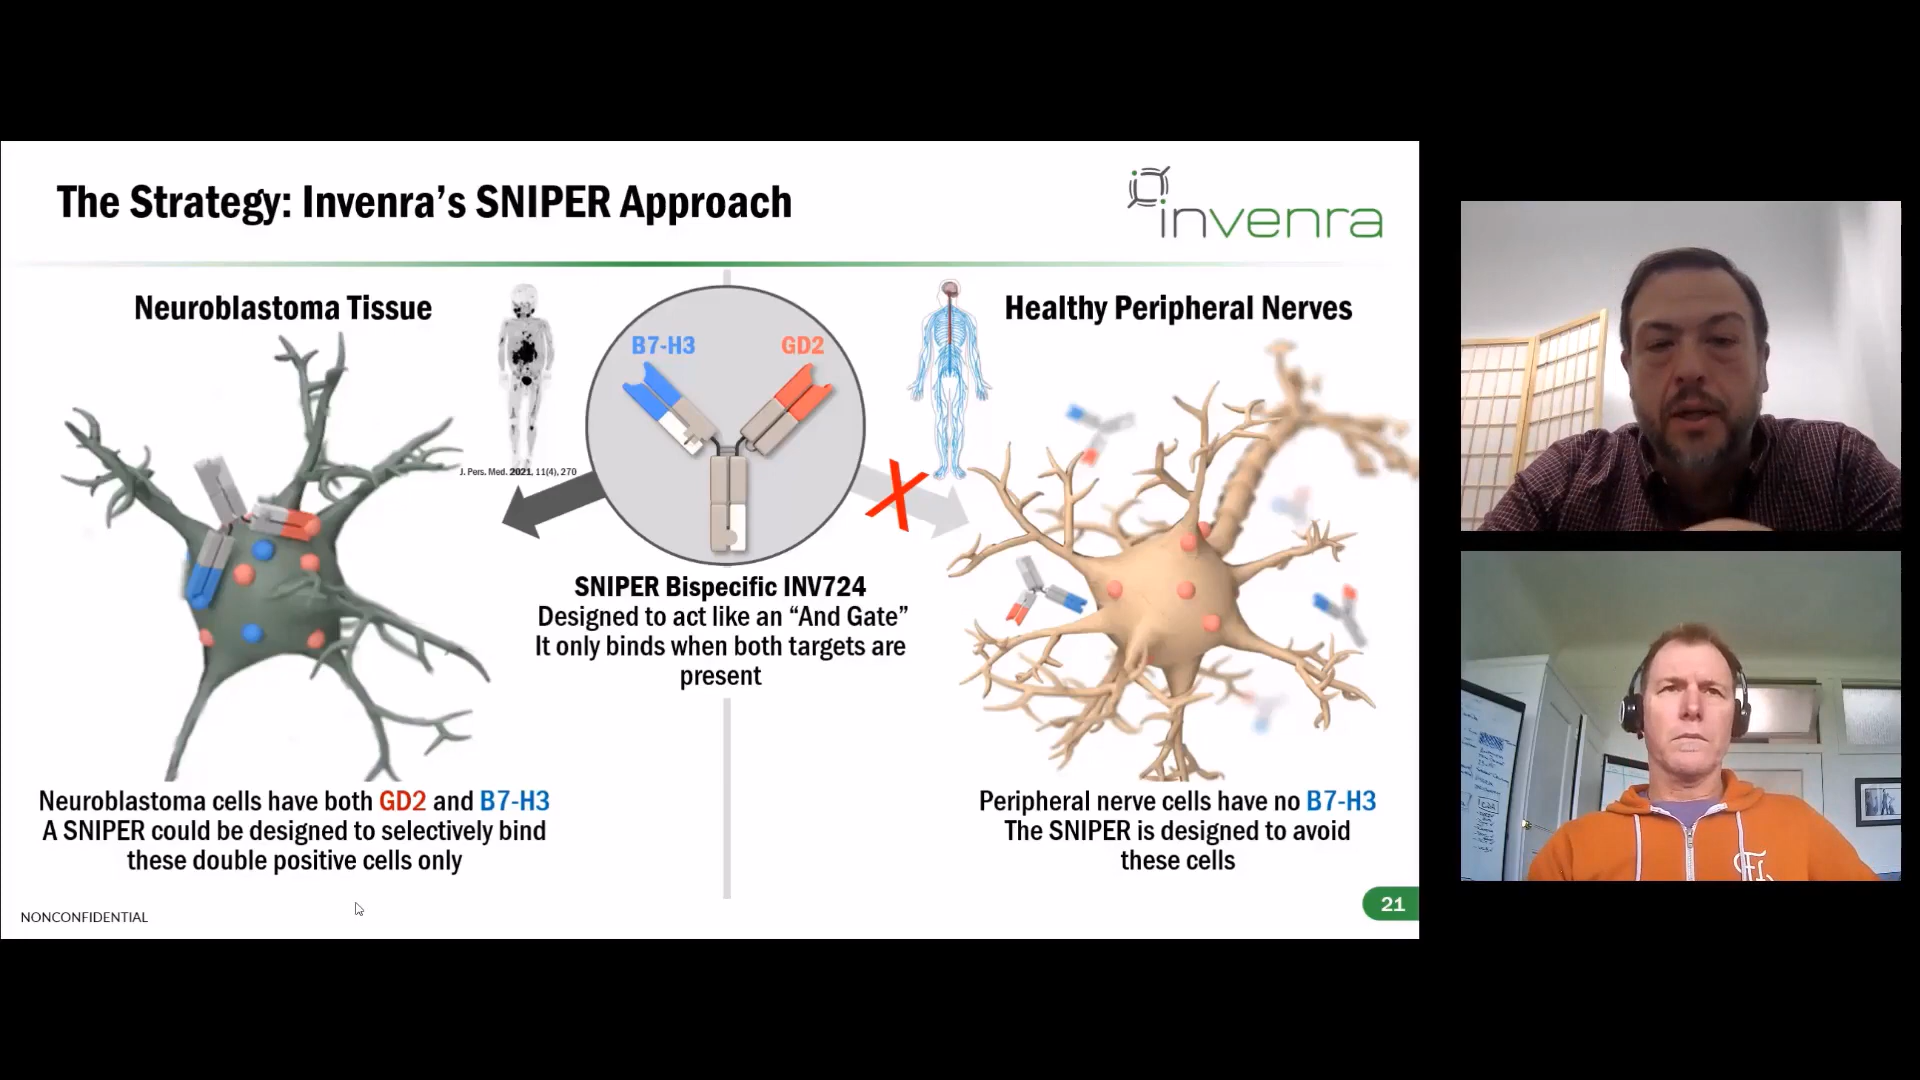 The Strategy: Invenra's SNIPER Approach
invenra
Neuroblastoma Tissue
B7-H3
GD2
Healthy Peripheral Nerves
J. Pers. Med. 2021, 11(4), 270
SNIPER Bispecific INV724
Designed to act like an “And Gate”
It only binds when both targets are
present
Neuroblastoma cells have both GD2 and B7-H3
A SNIPER could be designed to selectively bind
these double positive cells only
Peripheral nerve cells have no B7-H3
The SNIPER is designed to avoid
these cells
NONCONFIDENTIAL
21